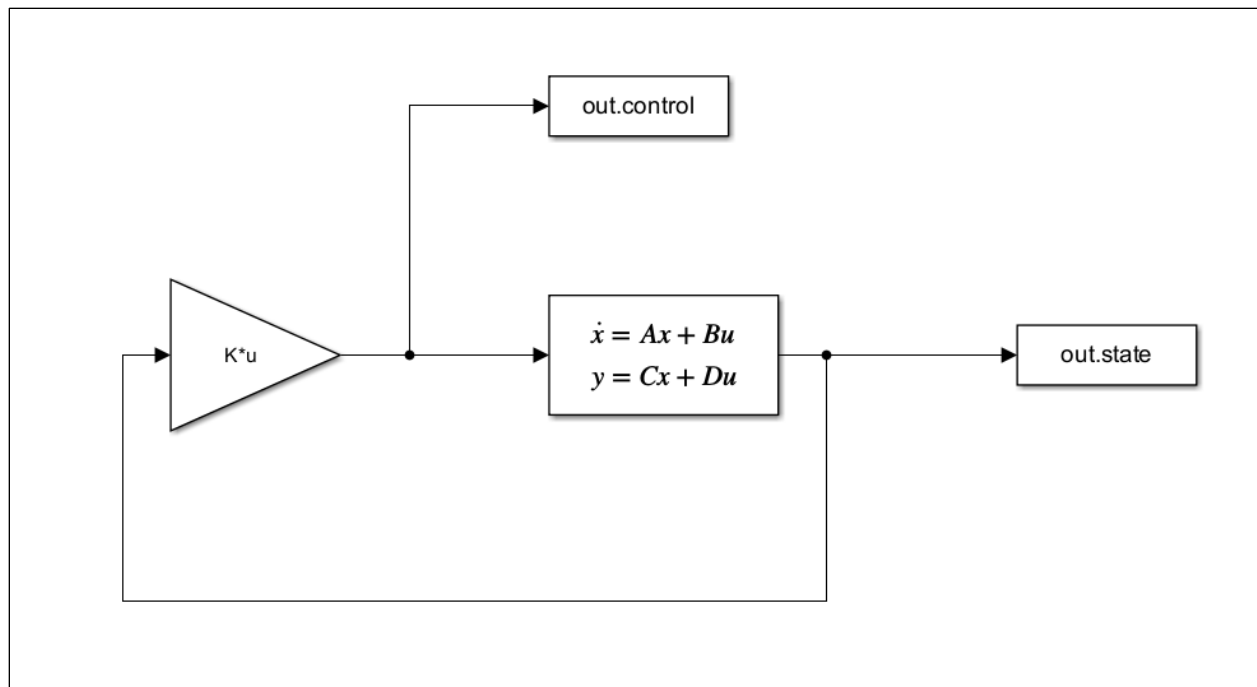 out.control
K*u
ẋ = Ax + Bu
y = Cx + Du
out.state